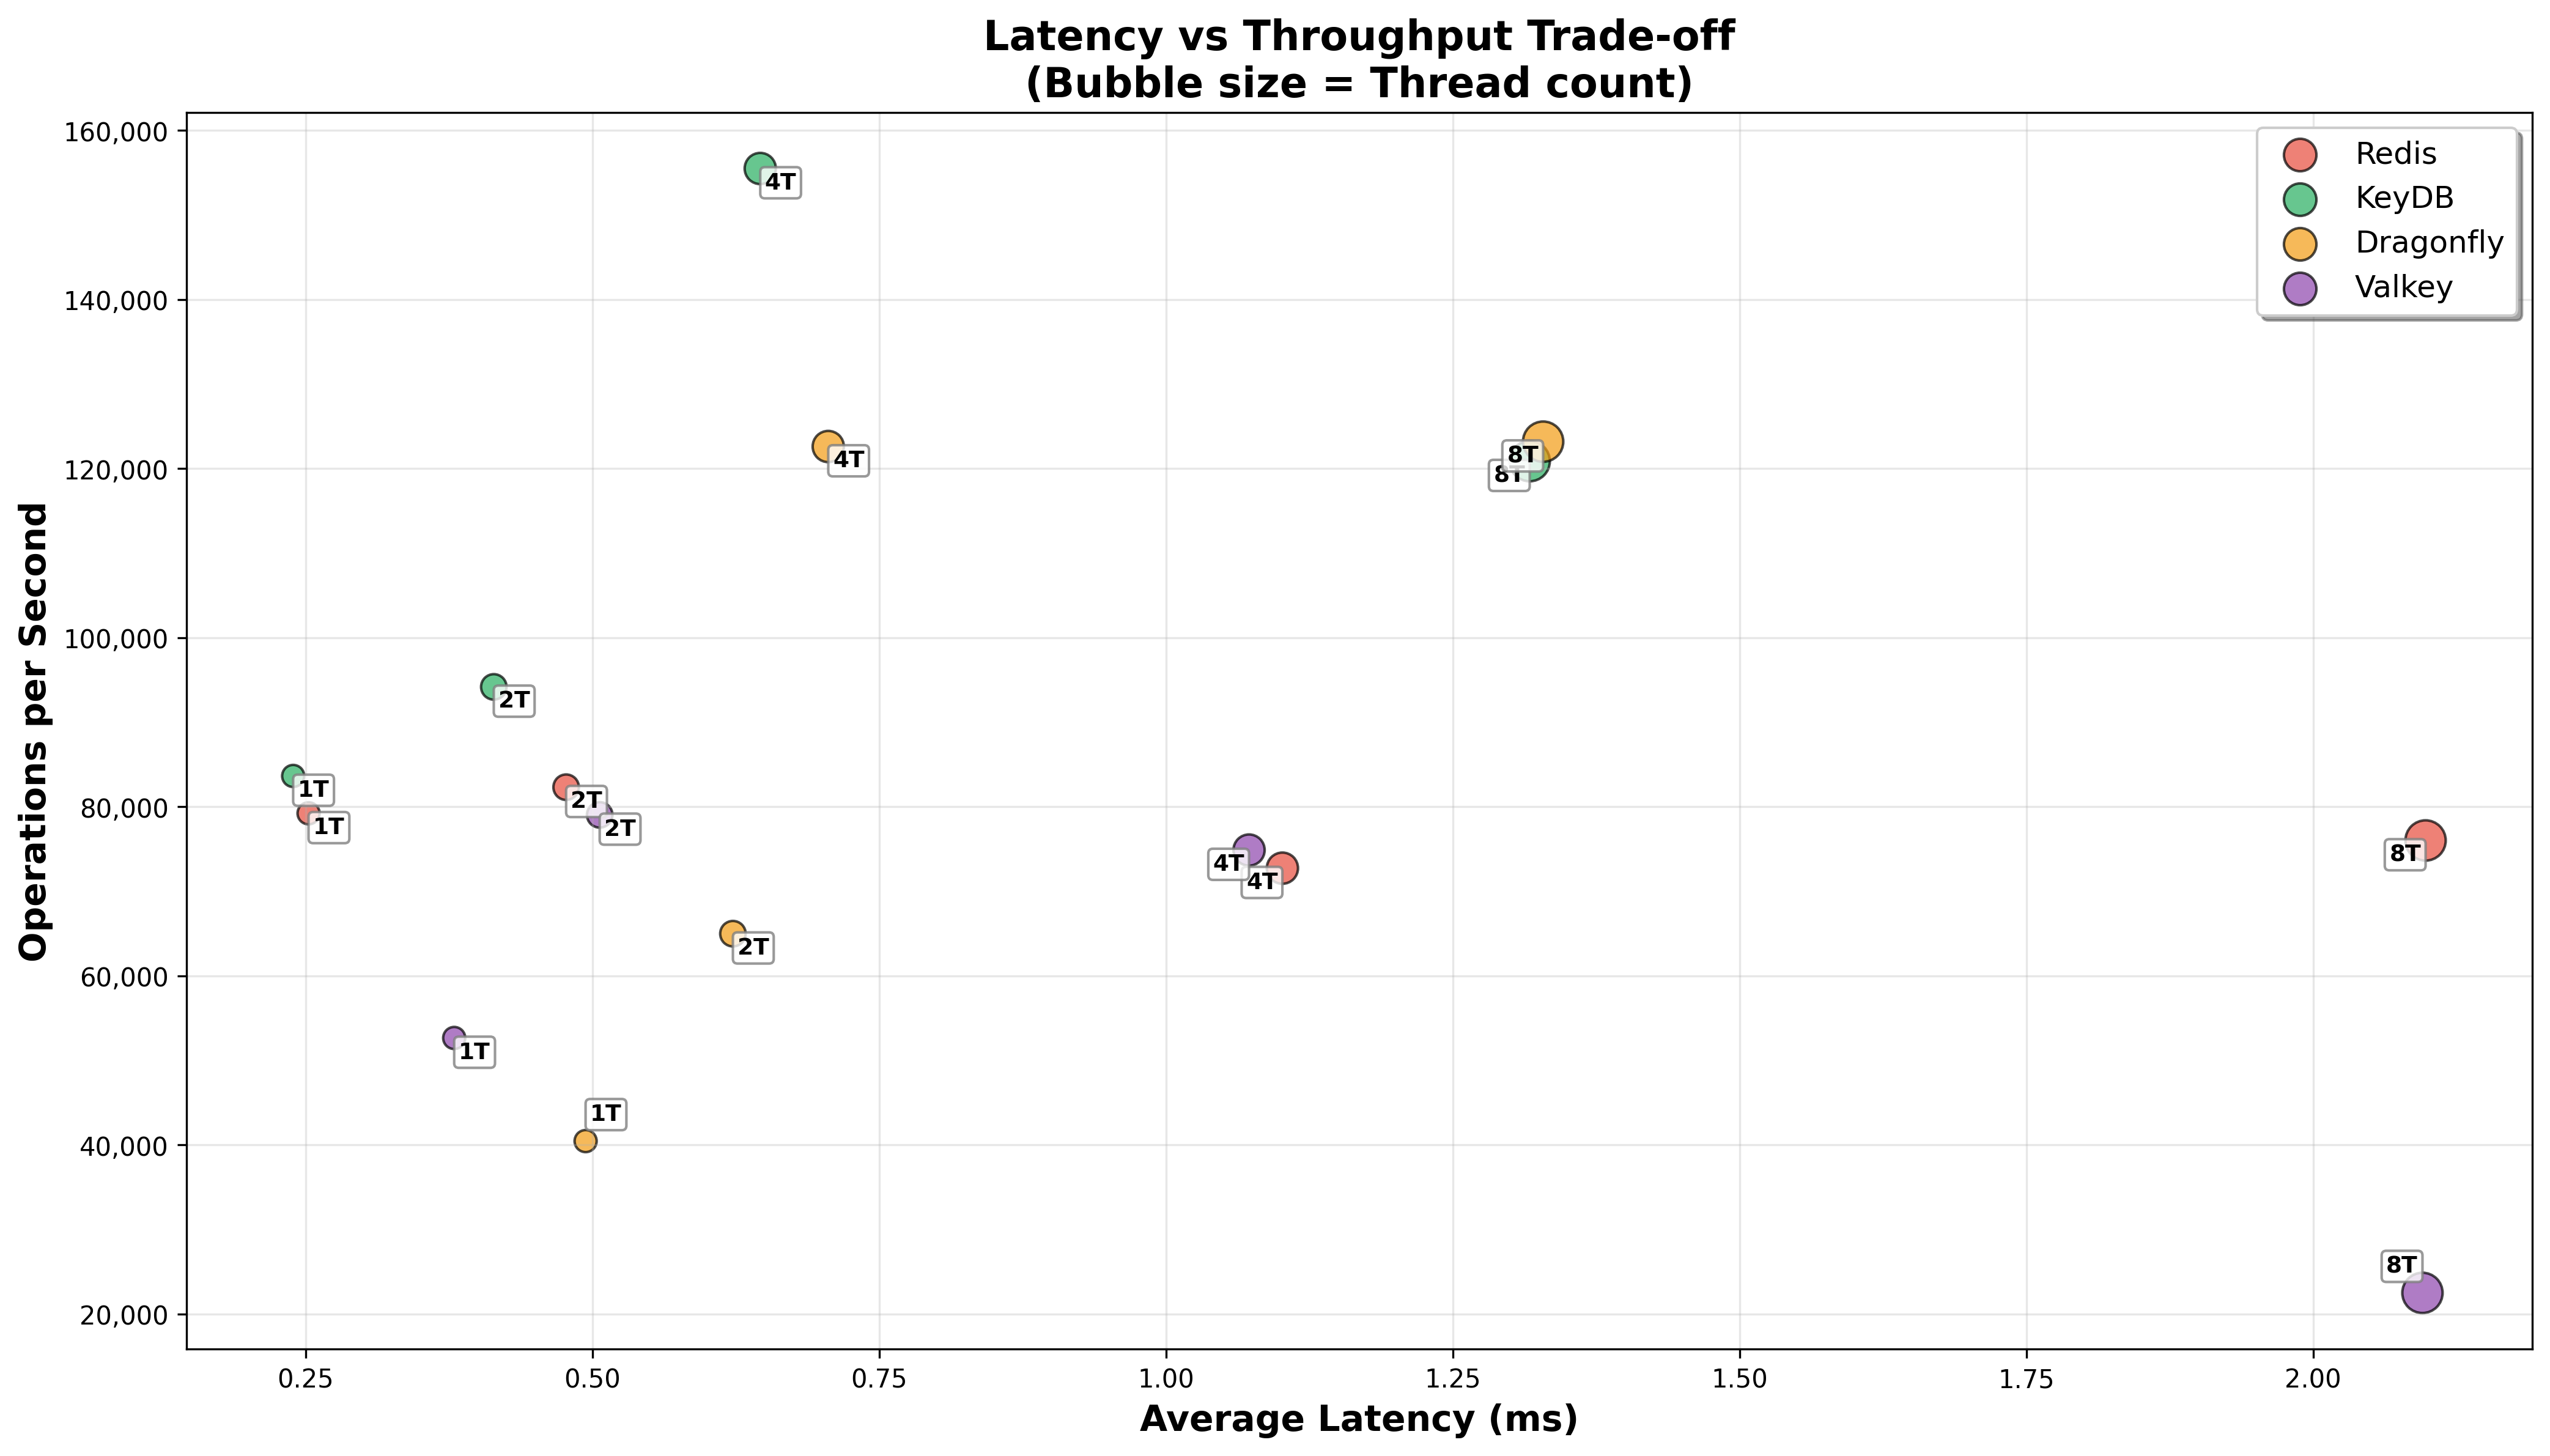 Latency vs Throughput Trade-off
(Bubble size = Thread count)
Operations per Second
160,000
140,000
120,000
100,000
80,000
60,000
40,000
20,000
Redis
KeyDB
Dragonfly
Valkey
4T
4T
8T
8T
2T
1T
1T
2T
2T
4T
4T
8T
2T
1T
1T
8T
0.25
0.50
0.75
1.00
1.25
1.50
1.75
2.00
Average Latency (ms)